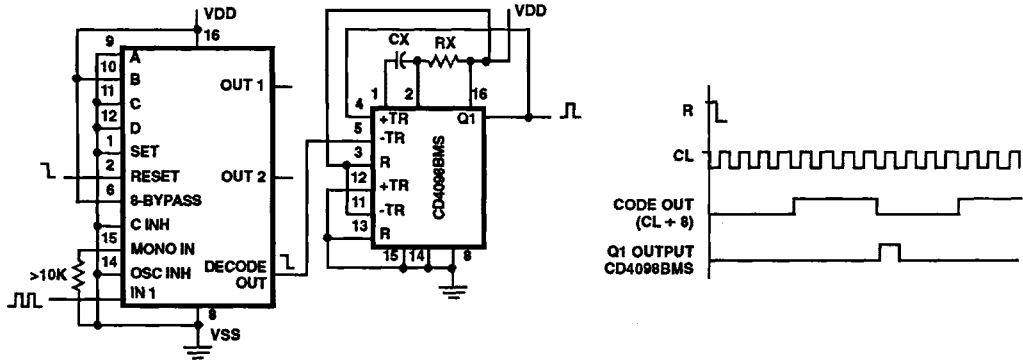 VDD
16
9
A
10
B
OUT 1
11
C
12
D
1
SET
2
RESET
OUT 2
6
8-BYPASS
C INH
15
MONO IN
14
OSC INH
DECODE OUT
>10K
IN 1
8
VSS
VDD
CX
RX
1
2
16
4
+TR
Q1
5
-TR
3
R
12
+TR
11
-TR
13
R
CD4098BMS
15
14
8
R
CL
CODE OUT
(CL ÷ 8)
Q1 OUTPUT
CD4098BMS